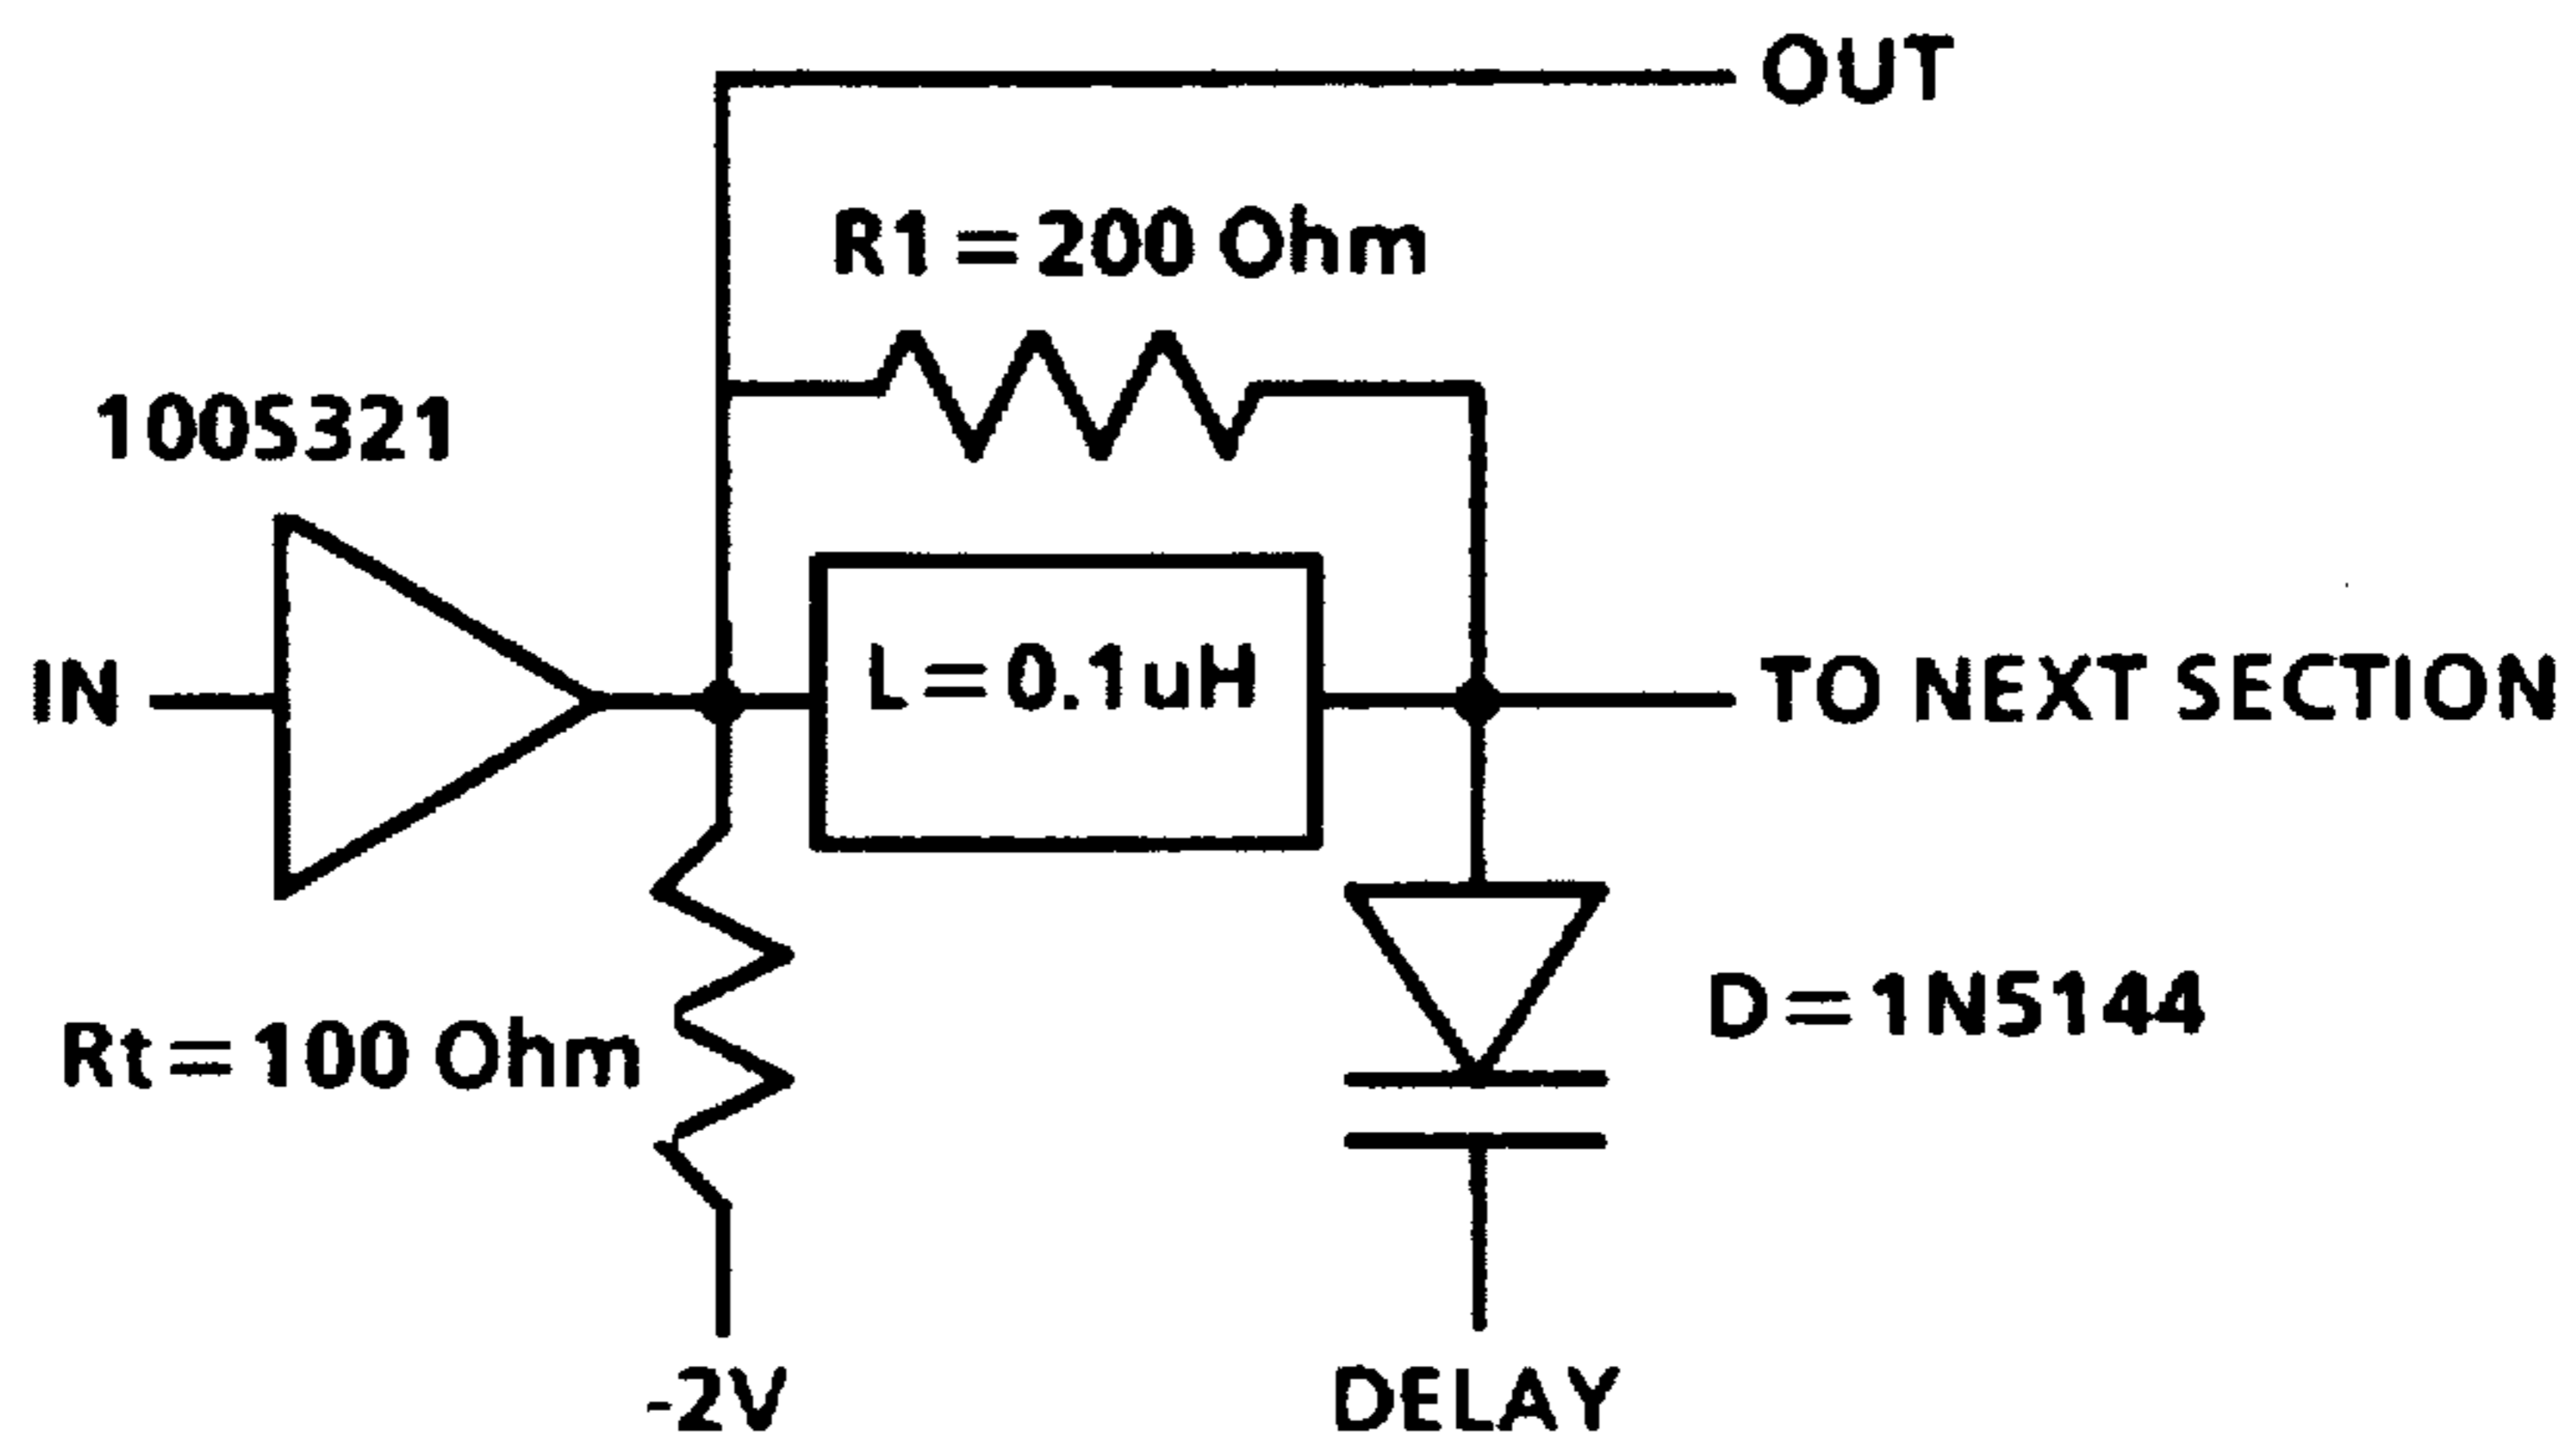 OUT
R1 = 200 Ohm
100S321
IN
L = 0.1uH
TO NEXT SECTION
D = 1N5144
Rt = 100 Ohm
-2V
DELAY